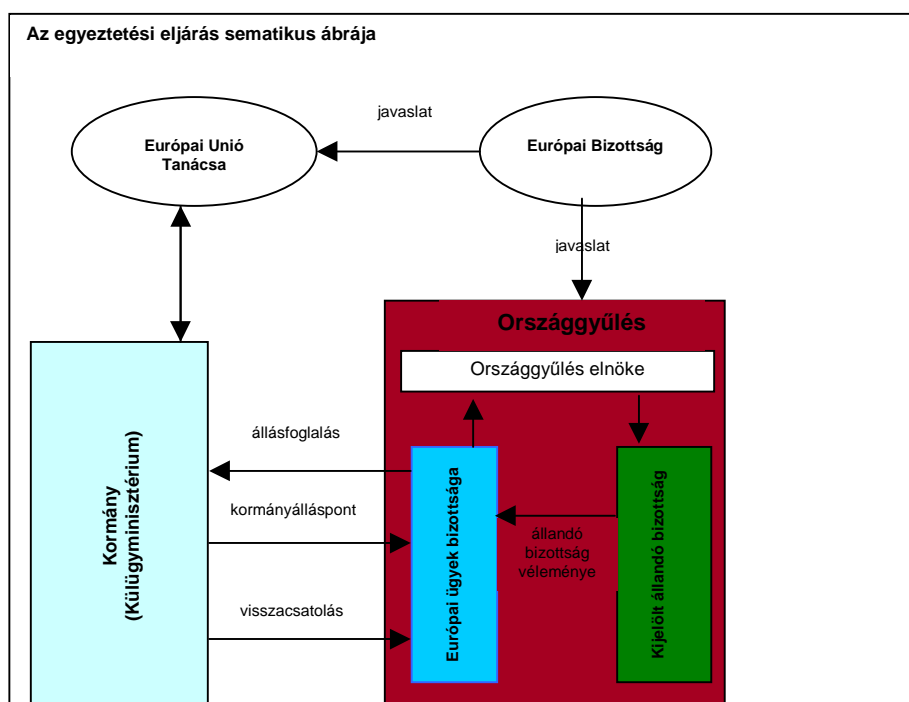 Az egyeztetési eljárás sematikus ábrája
javaslat
Európai Unió
Tanácsa
Európai Bizottság
javaslat
Országgyűlés
Országgyűlés elnöke
Kormány
(Külügyminisztérium)
állásfoglalás
kormányálláspont
visszacsatolás
Európai ügyek bizottsága
állandó
bizottság
véleménye
Kijelölt állandó bizottság